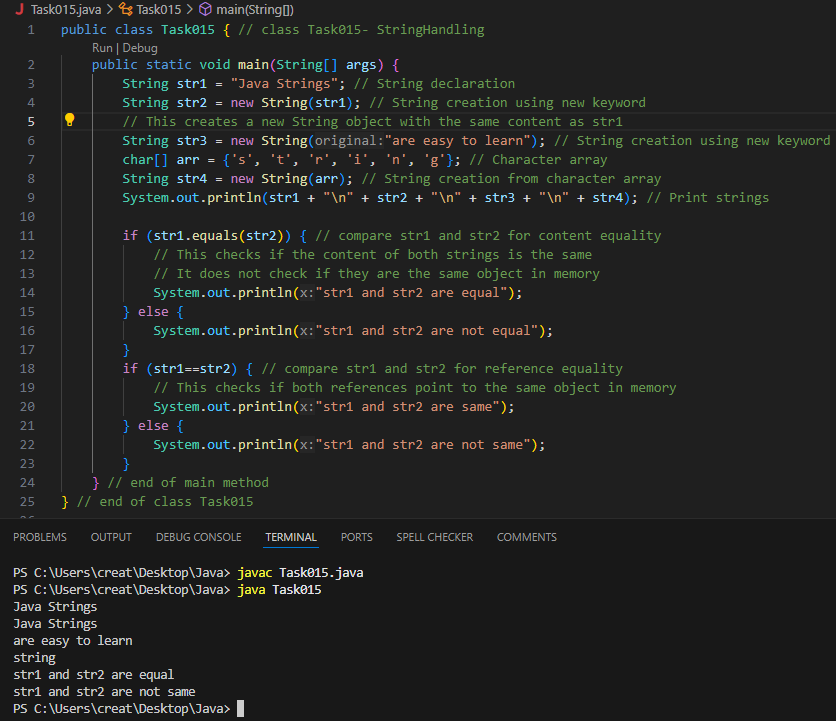 J Task015.java > Task015 > main(String[])
1 public class Task015 { // class Task015- StringHandling
Run | Debug
2 public static void main(String[] args) {
3 String str1 = "Java Strings"; // String declaration
4 String str2 = new String(str1); // String creation using new keyword
5 // This creates a new String object with the same content as str1
6 String str3 = new String(original:"are easy to learn"); // String creation using new keyword
7 char[] arr = {'s', 't', 'r', 'i', 'n', 'g'}; // Character array
8 String str4 = new String(arr); // String creation from character array
9 System.out.println(str1 + "\n" + str2 + "\n" + str3 + "\n" + str4); // Print strings
10
11 if (str1.equals(str2)) { // compare str1 and str2 for content equality
12 // This checks if the content of both strings is the same
13 // It does not check if they are the same object in memory
14 System.out.println(x:"str1 and str2 are equal");
15 } else {
16 System.out.println(x:"str1 and str2 are not equal");
17 }
18 if (str1==str2) { // compare str1 and str2 for reference equality
19 // This checks if both references point to the same object in memory
20 System.out.println(x:"str1 and str2 are same");
21 } else {
22 System.out.println(x:"str1 and str2 are not same");
23 }
24 } // end of main method
25 } // end of class Task015
PROBLEMS OUTPUT DEBUG CONSOLE TERMINAL PORTS SPELL CHECKER COMMENTS
PS C:\Users\creat\Desktop\Java> javac Task015.java
PS C:\Users\creat\Desktop\Java> java Task015
Java Strings
Java Strings
are easy to learn
string
str1 and str2 are equal
str1 and str2 are not same
PS C:\Users\creat\Desktop\Java>